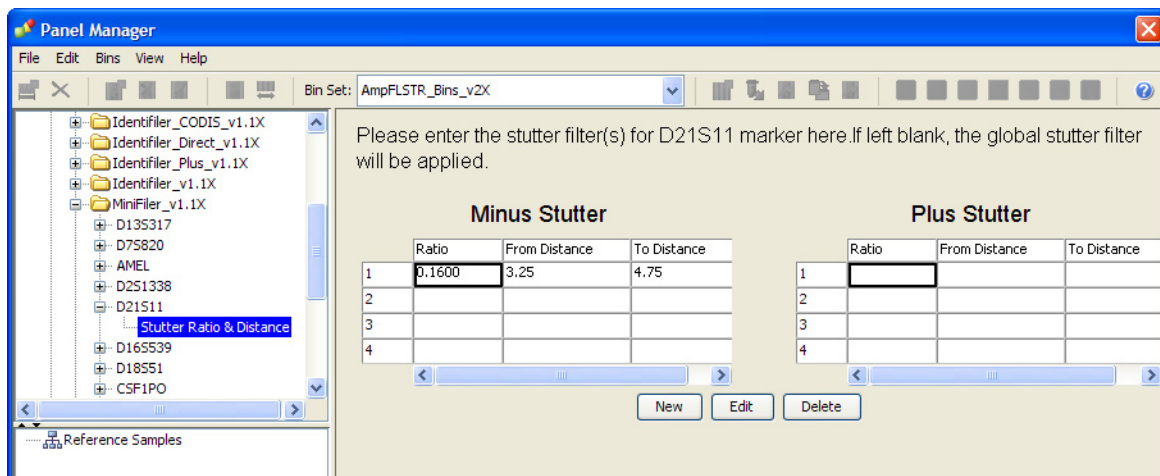 Panel Manager
File Edit Bins View Help
Bin Set: AmpFLSTR_Bins_v2X
Identifiler_CODIS_v1.1X
Identifiler_Direct_v1.1X
Identifiler_Plus_v1.1X
Identifiler_v1.1X
MiniFiler_v1.1X
D13S317
D7S820
AMEL
D2S1338
D21S11
Stutter Ratio & Distance
D16S539
D18S51
CSF1PO
Reference Samples
Please enter the stutter filter(s) for D21S11 marker here.If left blank, the global stutter filter
will be applied.
Minus Stutter
Ratio From Distance To Distance
1 0.1600 3.25 4.75
2
3
4
Plus Stutter
Ratio From Distance To Distance
1
2
3
4
New Edit Delete